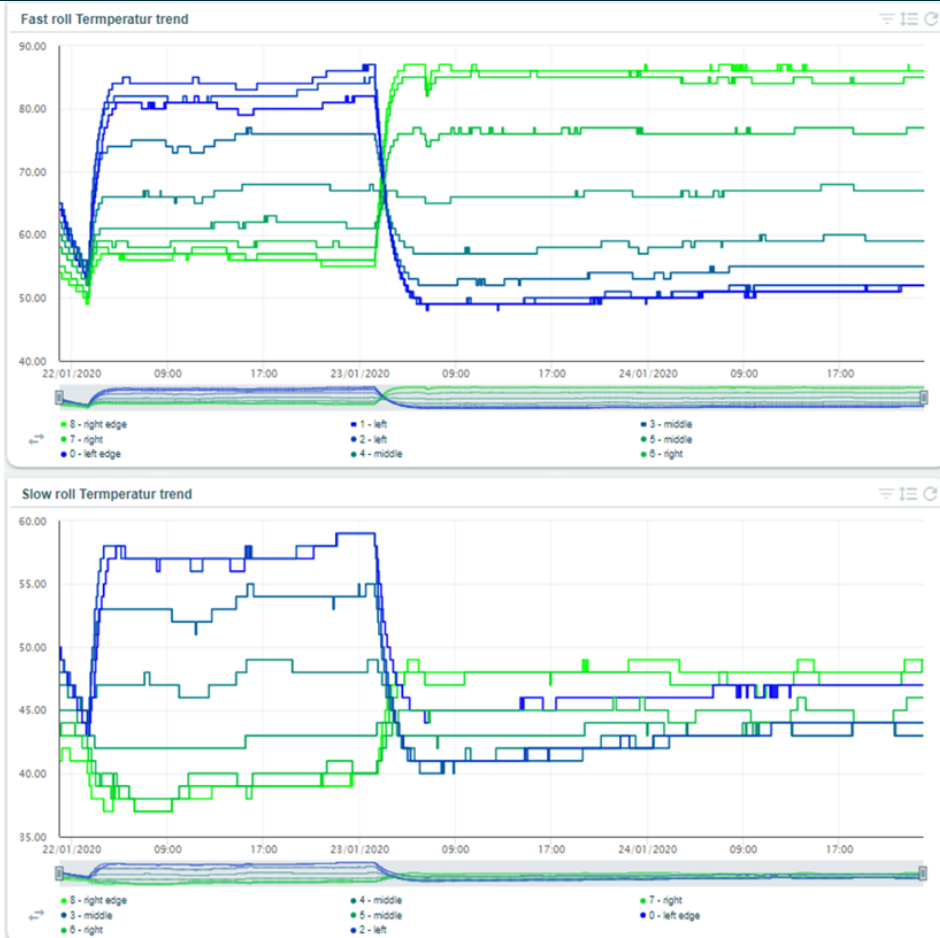 Fast roll Termperatur trend
90.00
80.00
70.00
60.00
50.00
40.00
22/01/2020 09:00 17:00 23/01/2020 09:00 17:00 24/01/2020 09:00 17:00
8 - right edge 1 - left 3 - middle
7 - right 2 - left 5 - middle
0 - left edge 4 - middle 6 - right
Slow roll Termperatur trend
60.00
55.00
50.00
45.00
40.00
35.00
22/01/2020 09:00 17:00 23/01/2020 09:00 17:00 24/01/2020 09:00 17:00
8 - right edge 4 - middle 7 - right
3 - middle 5 - middle 0 - left edge
6 - right 2 - left